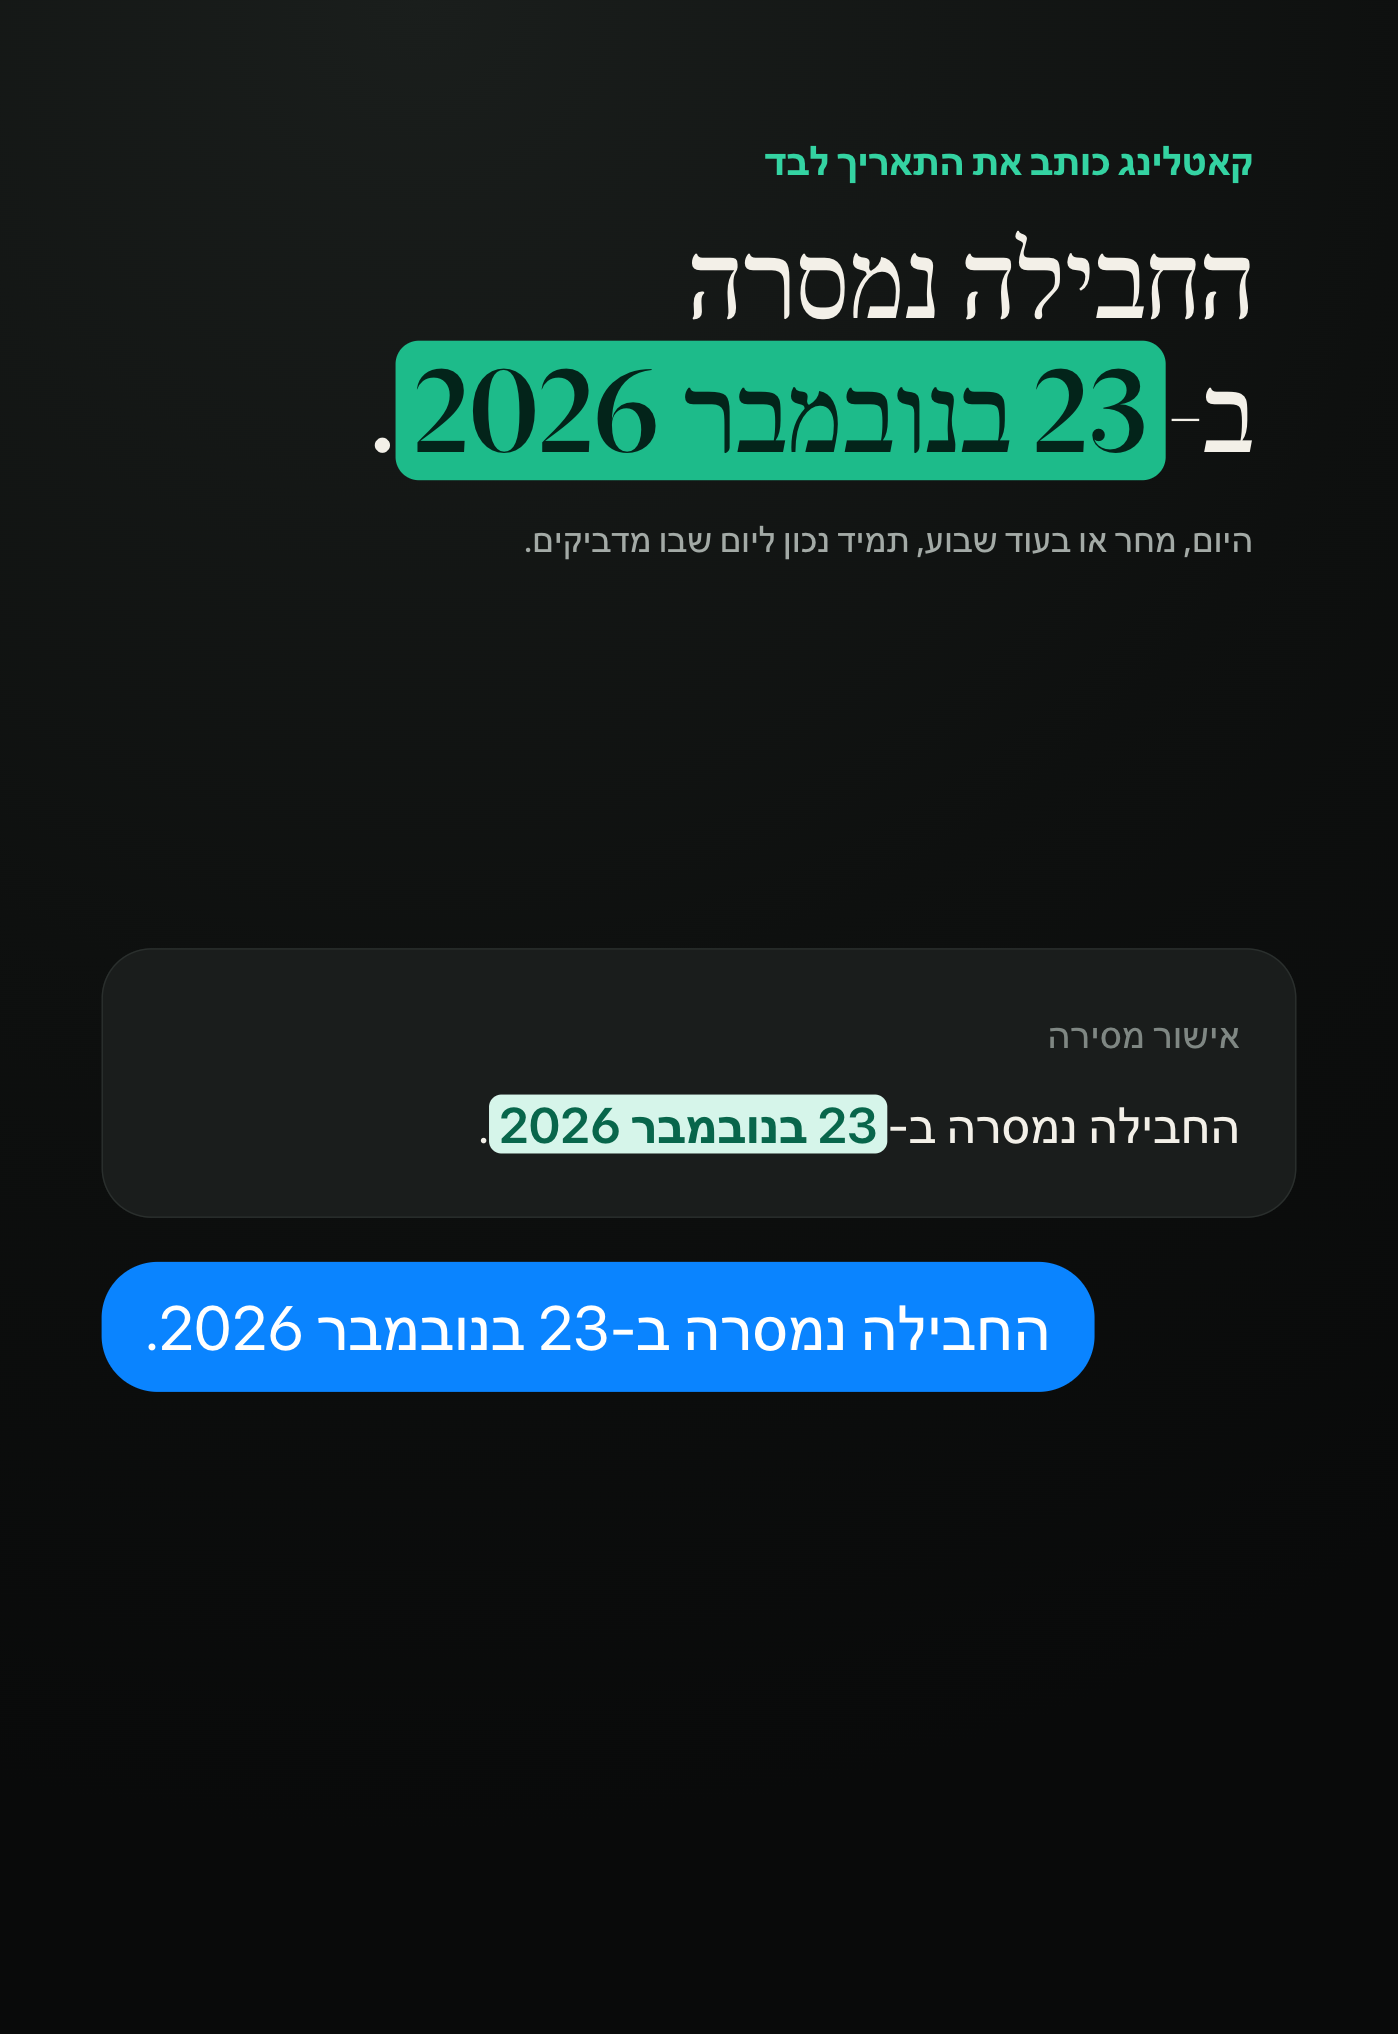 קאטלינג כותב את התאריך לבד
החבילה נמסרה
ב-23 בנובמבר 2026.
היום, מחר או בעוד שבוע, תמיד נכון ליום שבו מדביקים.
אישור מסירה
החבילה נמסרה ב-23 בנובמבר 2026.
החבילה נמסרה ב-23 בנובמבר 2026.